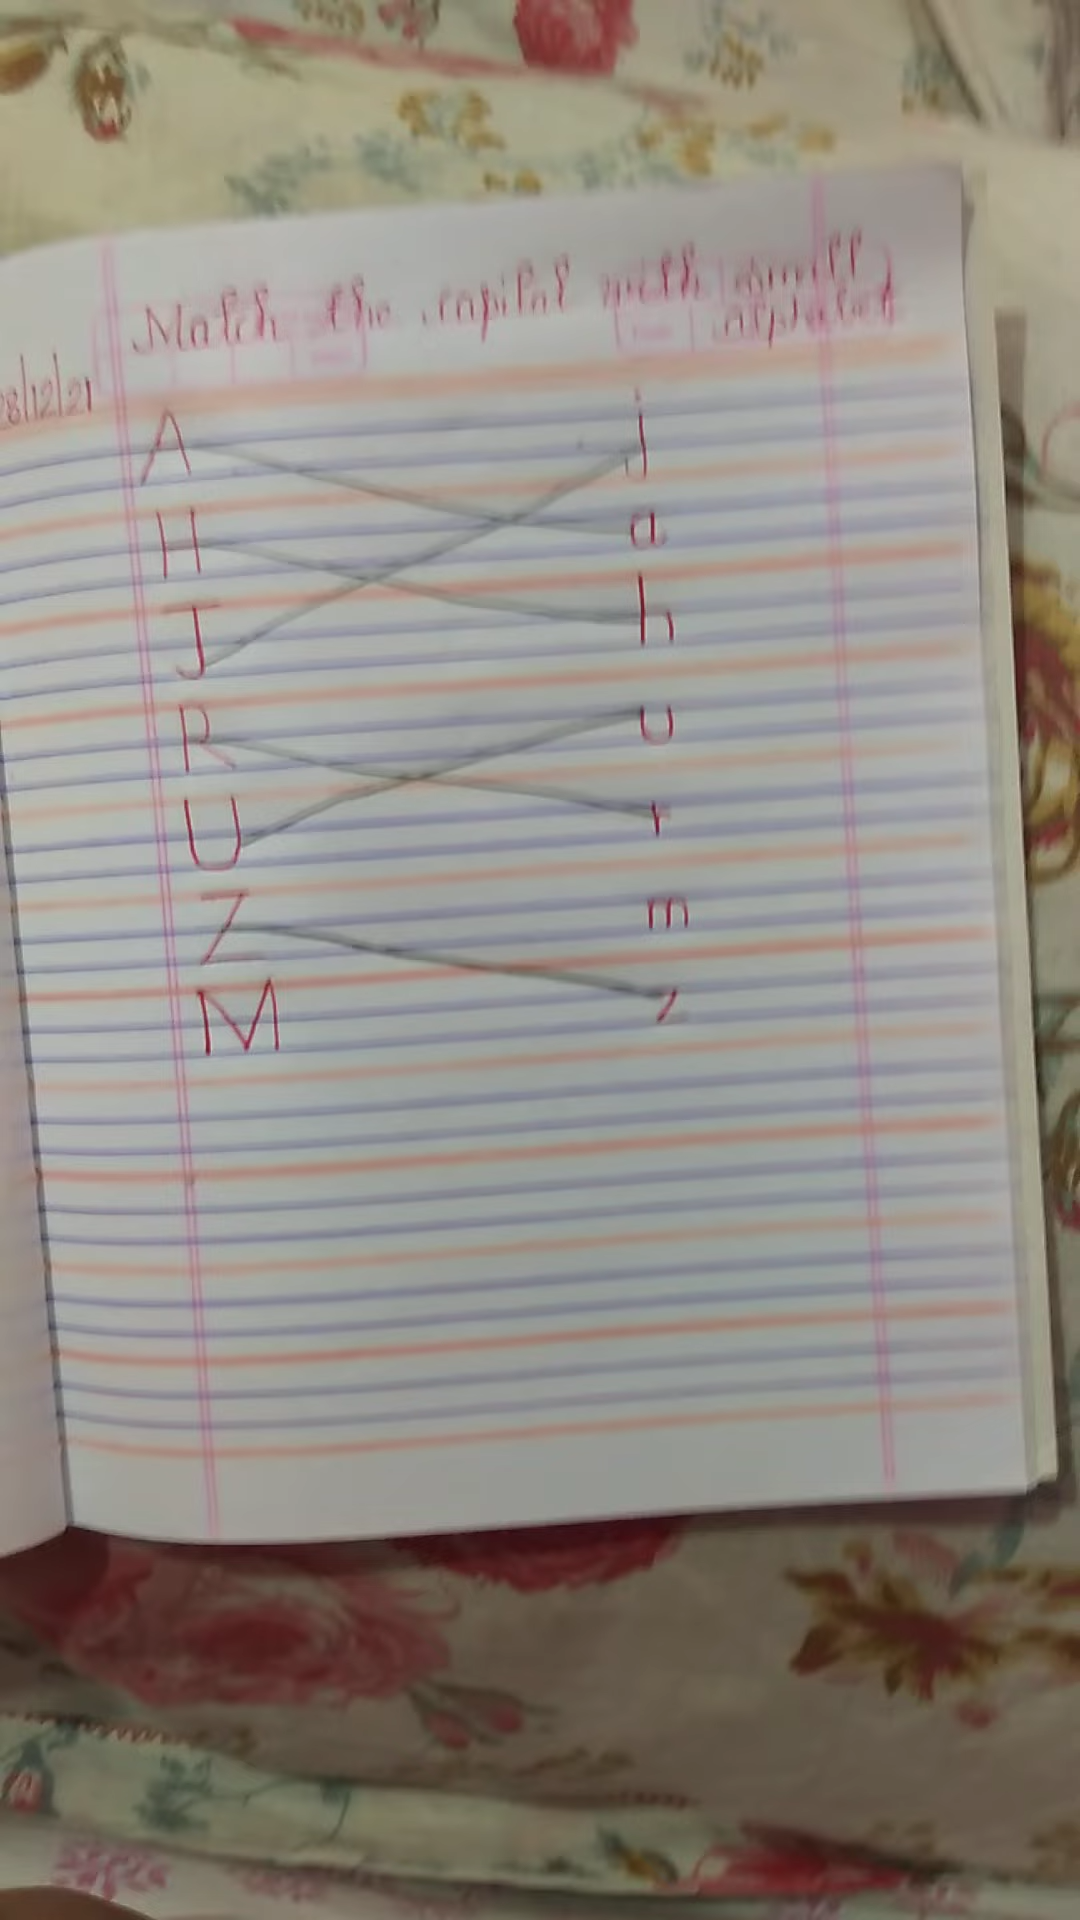 Match the capital with small
alphabet
28/12/21
A j
H a
J h
R u
U r
Z m
M z